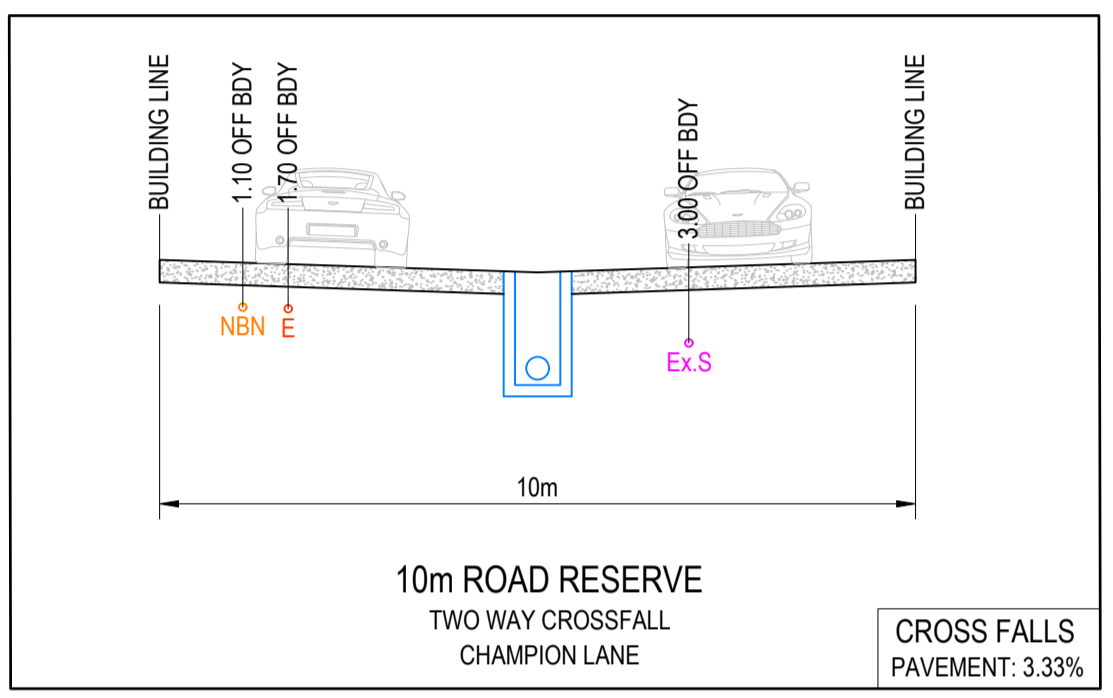 BUILDING LINE
1.10 OFF BDY
1.70 OFF BDY
3.00 OFF BDY
BUILDING LINE
NBN
E
Ex.S
10m
10m ROAD RESERVE
TWO WAY CROSSFALL
CHAMPION LANE
CROSS FALLS
PAVEMENT: 3.33%